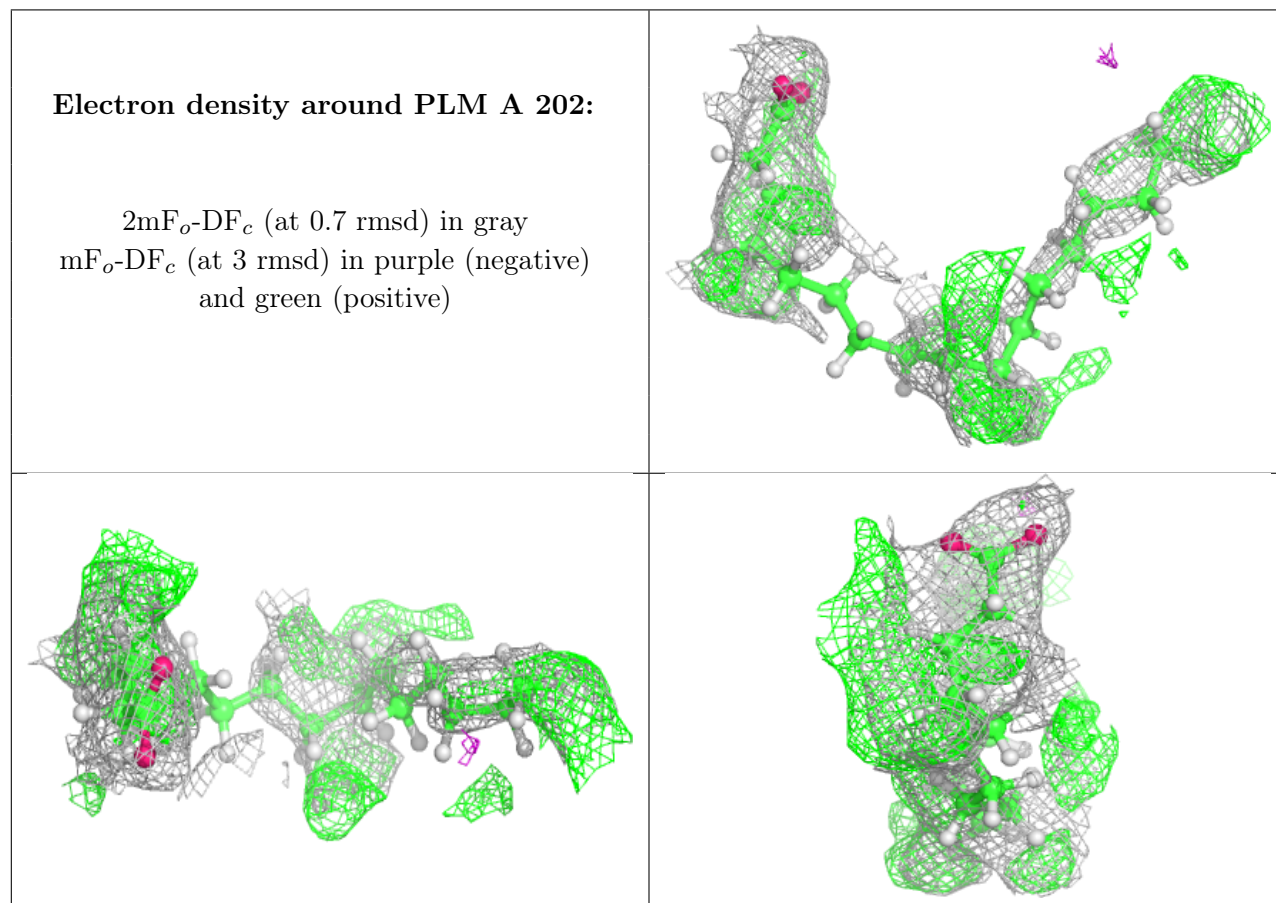 Electron density around PLM A 202:
2mFo-DFc (at 0.7 rmsd) in gray
mFo-DFc (at 3 rmsd) in purple (negative)
and green (positive)